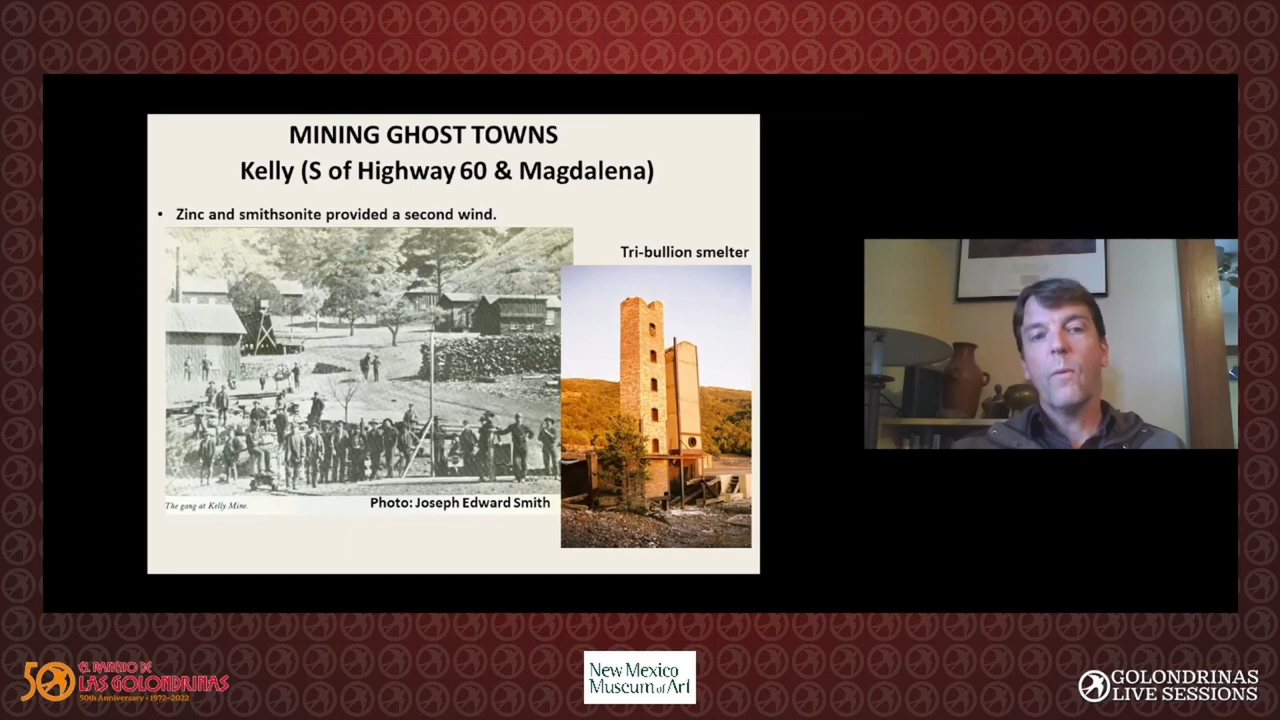 MINING GHOST TOWNS
Kelly (S of Highway 60 & Magdalena)
• Zinc and smithsonite provided a second wind.
Tri-bullion smelter
Photo: Joseph Edward Smith
The gang at Kelly Mine.
50
EL RANCHO DE
LAS GOLONDRINAS
50th Anniversary • 1972-2022
New Mexico
Museum of Art
GOLONDRINAS
LIVE SESSIONS